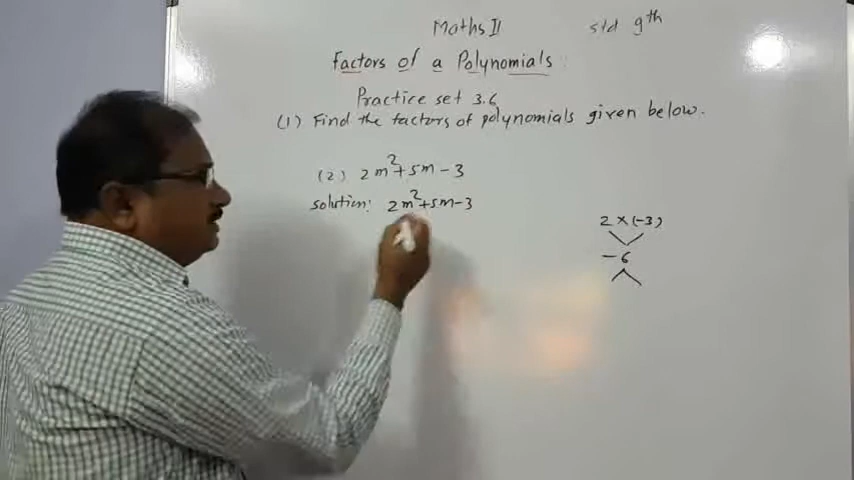 Maths II std 9th
Factors of a Polynomials
Practice set 3.6
(1) Find the factors of polynomials given below.
(2) 2m²+5m-3
solution: 2m²+5m-3
2×(-3)
-6